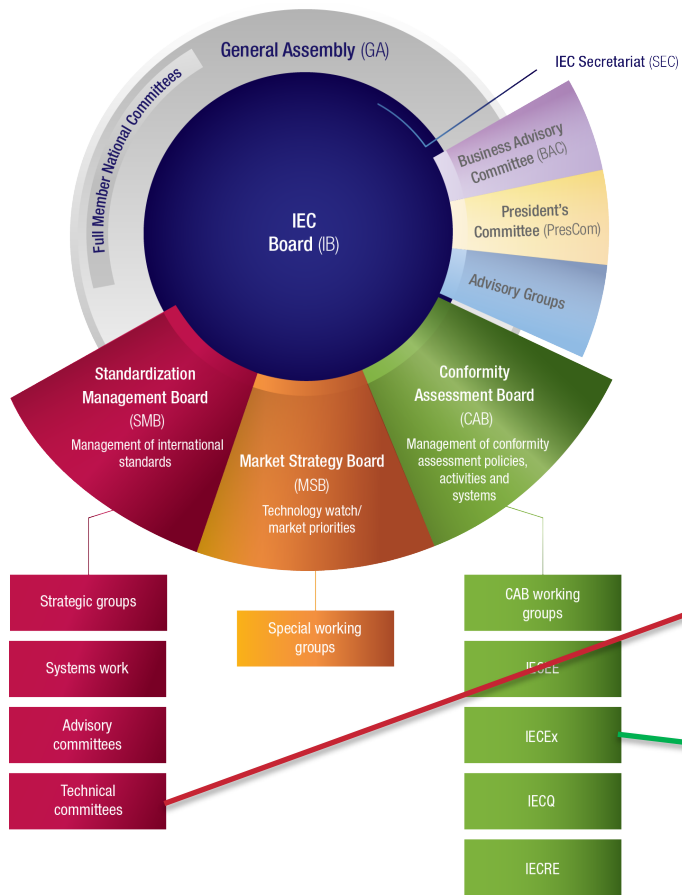 General Assembly (GA)
IEC Secretariat (SEC)
Full Member National Committees
Business Advisory
Committee (BAC)
President's
Committee (PresCom)
Advisory Groups
IEC
Board (IB)
Standardization
Management Board
(SMB)
Management of international
standards
Market Strategy Board
(MSB)
Technology watch/
market priorities
Conformity
Assessment Board
(CAB)
Management of conformity
assessment policies,
activities and
systems
Strategic groups
Systems work
Advisory
committees
Technical
committees
Special working
groups
CAB working
groups
IECEE
IECEx
IECQ
IECRE